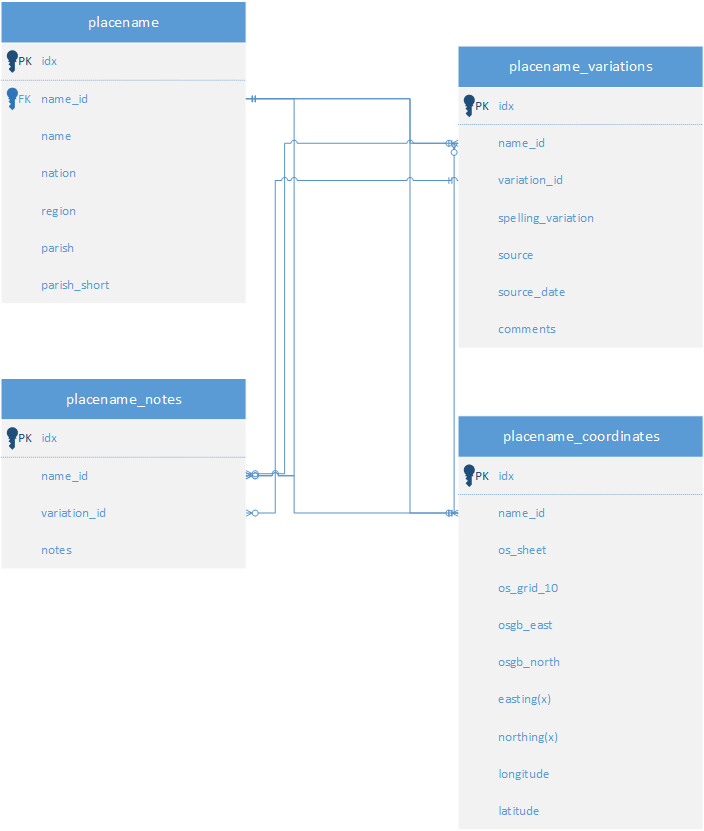 placename
PK idx
FK name_id
name
nation
region
parish
parish_short
placename_variations
PK idx
name_id
variation_id
spelling_variation
source
source_date
comments
placename_notes
PK idx
name_id
variation_id
notes
placename_coordinates
PK idx
name_id
os_sheet
os_grid_10
osgb_east
osgb_north
easting(x)
northing(x)
longitude
latitude